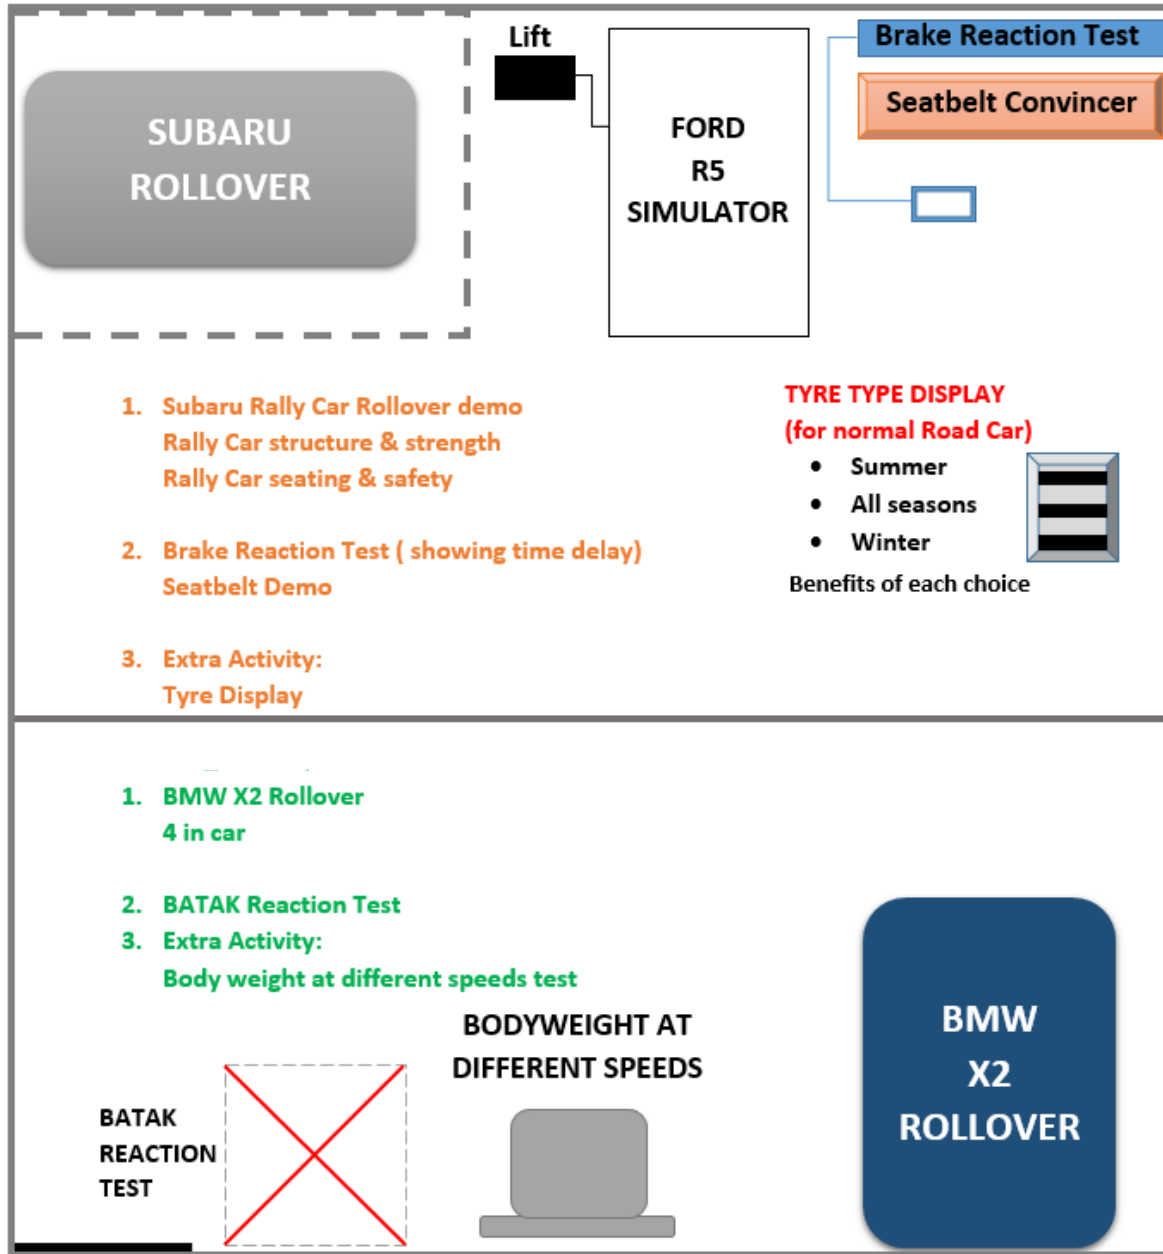 SUBARU
ROLLOVER
Lift
FORD
R5
SIMULATOR
Brake Reaction Test
Seatbelt Convincer
1. Subaru Rally Car Rollover demo
Rally Car structure & strength
Rally Car seating & safety
2. Brake Reaction Test ( showing time delay)
Seatbelt Demo
3. Extra Activity:
Tyre Display
TYRE TYPE DISPLAY
(for normal Road Car)
• Summer
• All seasons
• Winter
Benefits of each choice
1. BMW X2 Rollover
4 in car
2. BATAK Reaction Test
3. Extra Activity:
Body weight at different speeds test
BATAK
REACTION
TEST
BODYWEIGHT AT
DIFFERENT SPEEDS
BMW
X2
ROLLOVER